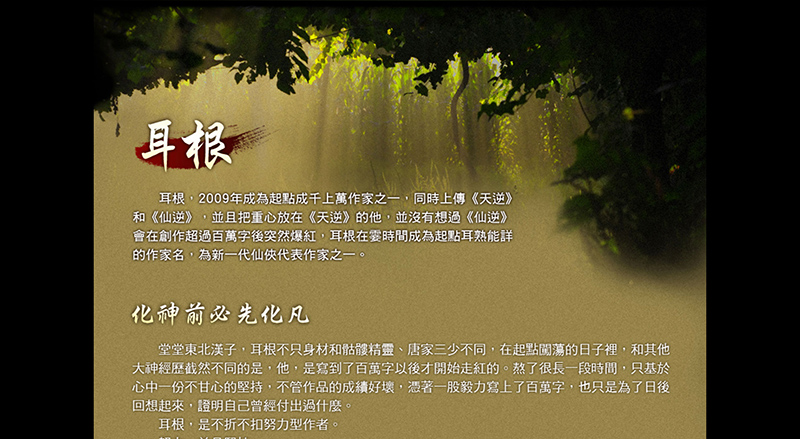 耳根
耳根，2009年成為起點成千上萬作家之一，同時上傳《天逆》
和《仙逆》，並且把重心放在《天逆》的他，並沒有想過《仙逆》
會在創作超過百萬字後突然爆紅，耳根在霎時間成為起點耳熟能詳
的作家名，為新一代仙俠代表作家之一。
化神前必先化凡
堂堂東北漢子，耳根不只身材和骷髏精靈、唐家三少不同，在起點闖蕩的日子裡，和其他
大神經歷截然不同的是，他，是寫到了百萬字以後才開始走紅的。熬了很長一段時間，只基於
心中一份不甘心的堅持，不管作品的成績好壞，憑著一股毅力寫上了百萬字，也只是為了日後
回想起來，證明自己曾經付出過什麼。
耳根，是不折不扣努力型作者。